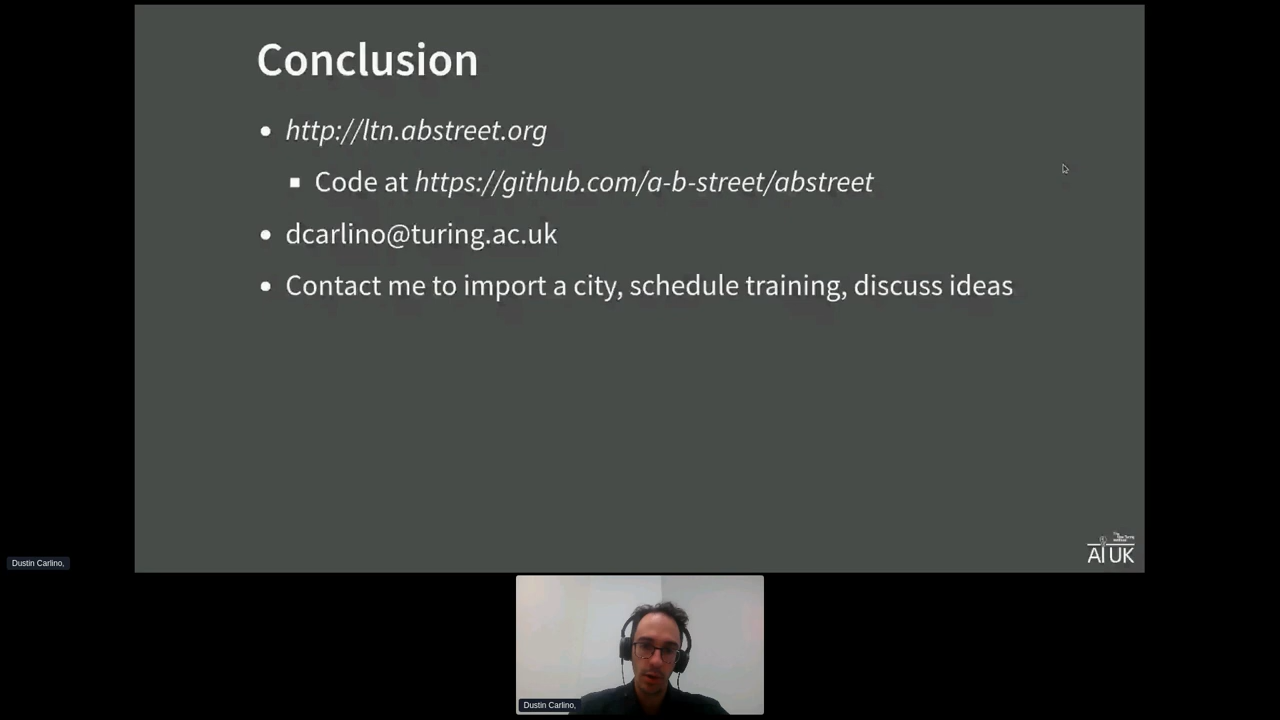 Conclusion
http://ltn.abstreet.org
Code at https://github.com/a-b-street/abstreet
dcarlino@turing.ac.uk
Contact me to import a city, schedule training, discuss ideas
AI UK
Dustin Carlino,
Dustin Carlino,